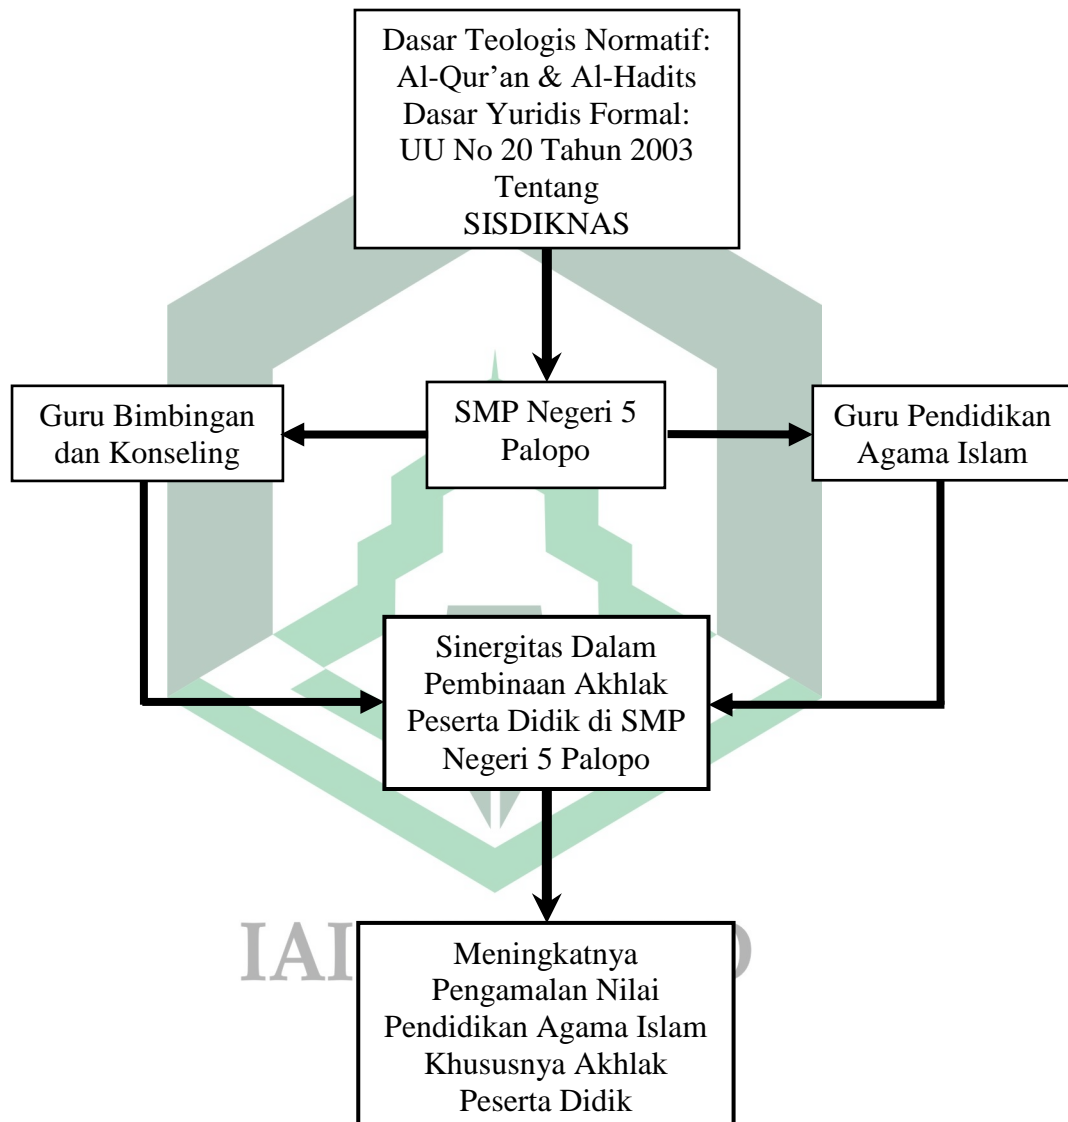 Dasar Teologis Normatif:
Al-Qur’an & Al-Hadits
Dasar Yuridis Formal:
UU No 20 Tahun 2003
Tentang
SISDIKNAS
Guru Bimbingan
dan Konseling
SMP Negeri 5
Palopo
Guru Pendidikan
Agama Islam
Sinergitas Dalam
Pembinaan Akhlak
Peserta Didik di SMP
Negeri 5 Palopo
Meningkatnya
Pengamalan Nilai
Pendidikan Agama Islam
Khususnya Akhlak
Peserta Didik